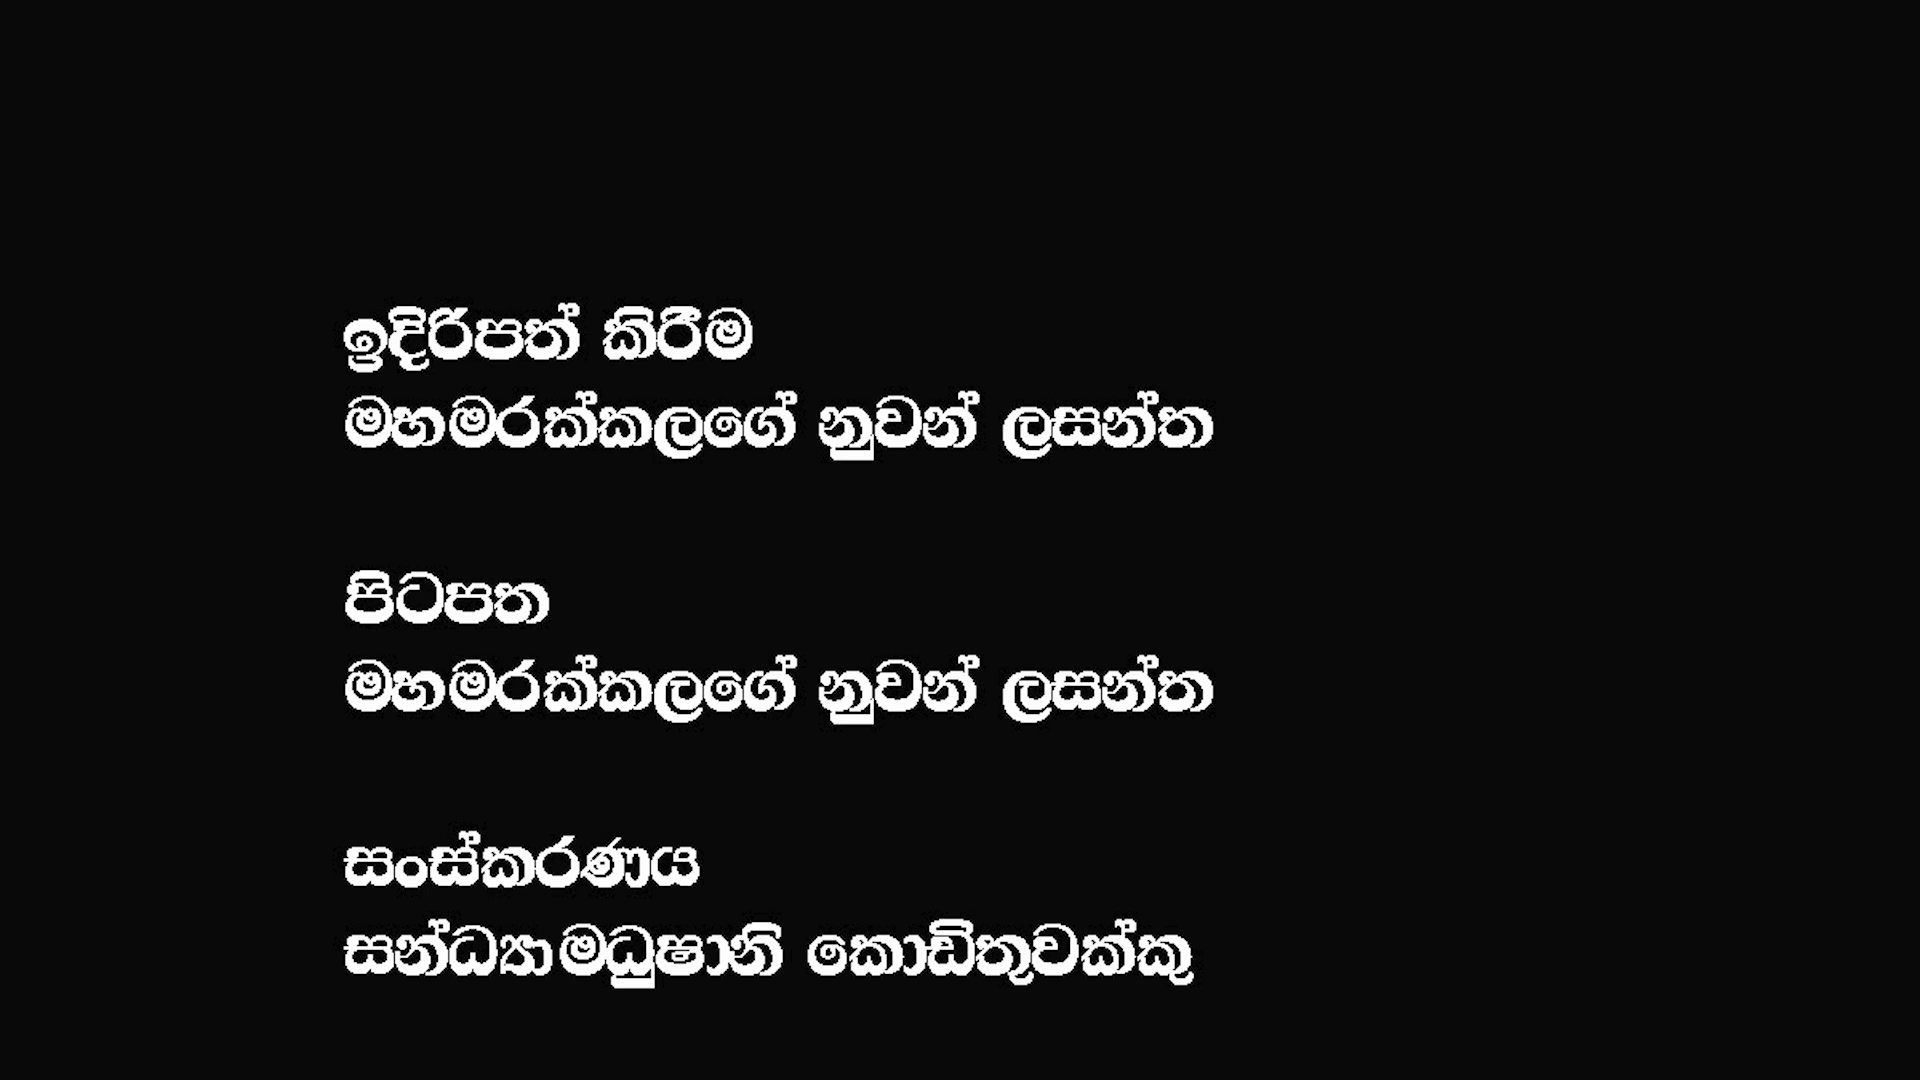 ඉදිරිපත් කිරීම
මහමරක්කලගේ නුවන් ලසන්ත
පිටපත
මහමරක්කලගේ නුවන් ලසන්ත
සංස්කරණය
සන්ධ්‍යාමධුෂානි කොඩිතුවක්කු